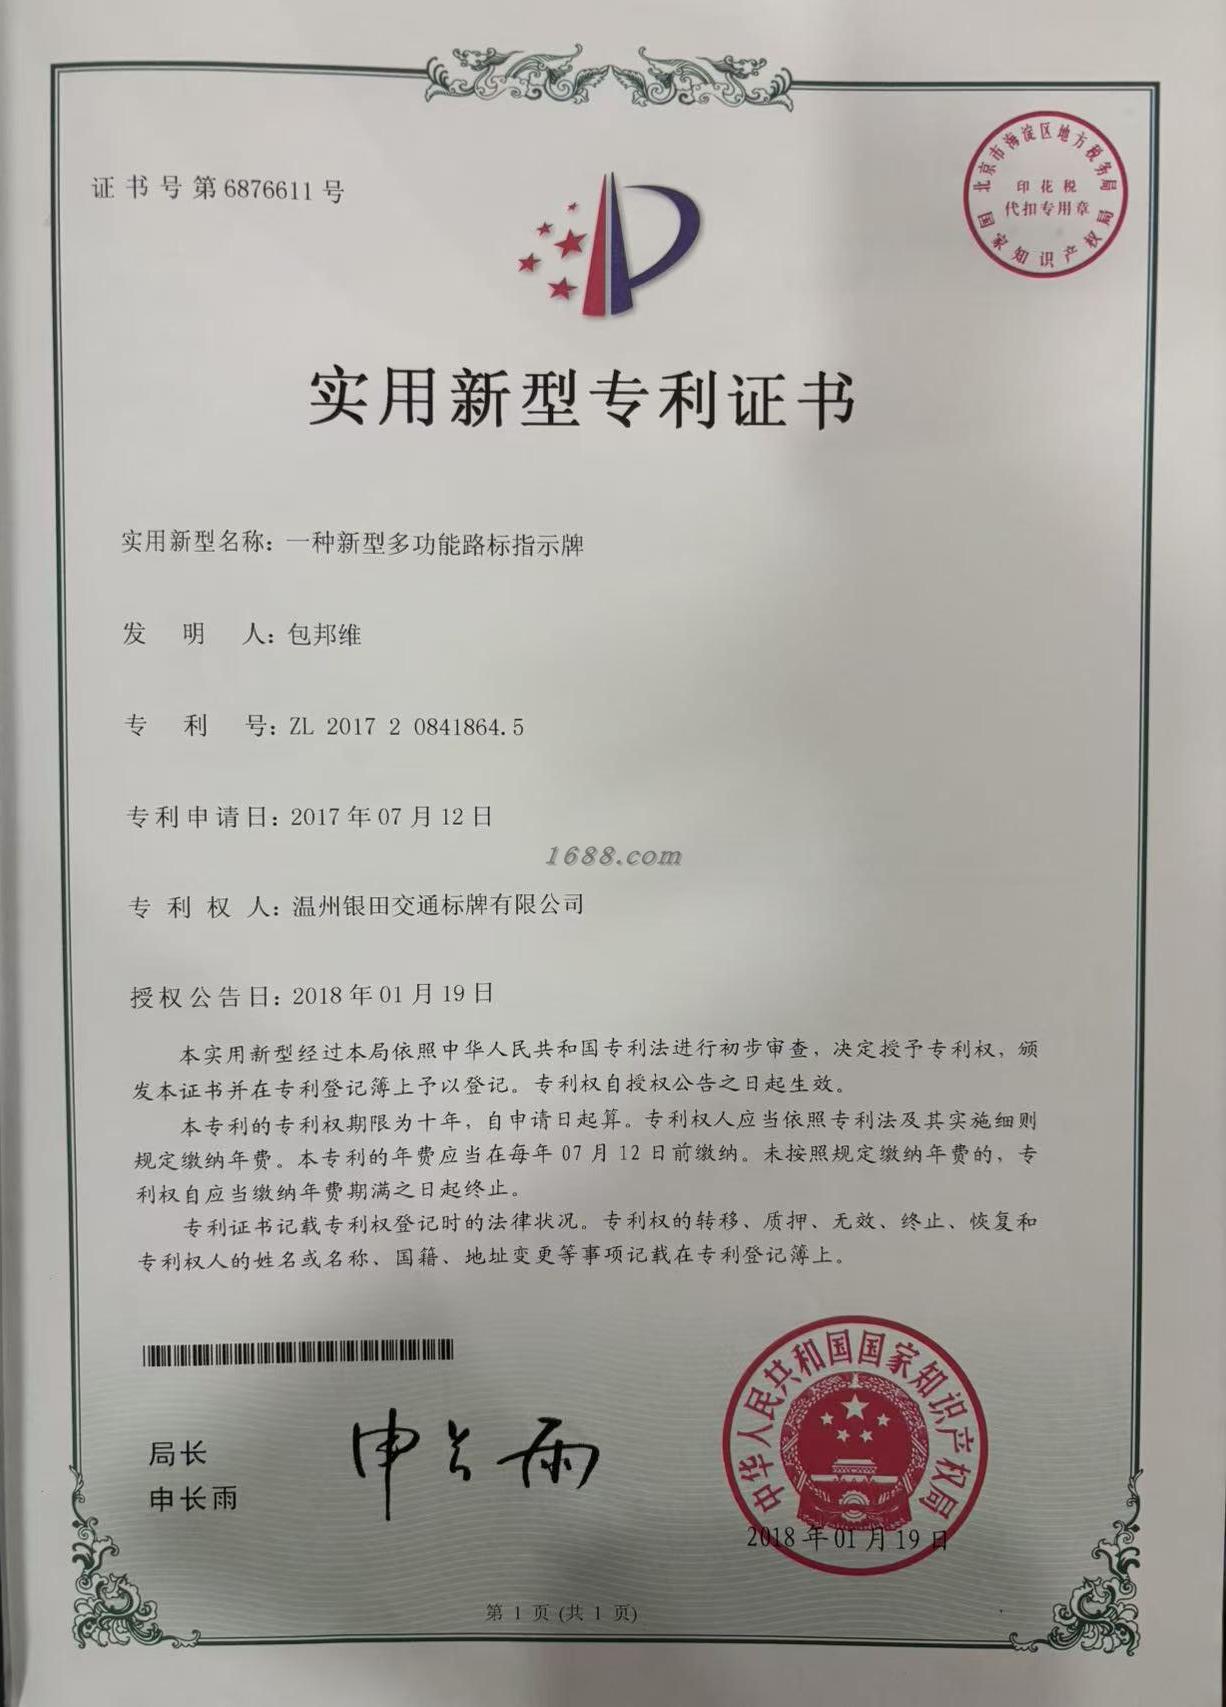 证书号第6876611号
北京市海淀区地方税务局
印花税
代扣专用章
国家知识产权局
实用新型专利证书
实用新型名称：一种新型多功能路标指示牌
发明人：包邦维
专利号：ZL 2017 2 0841864.5
专利申请日：2017年07月12日
1688.com
专利权人：温州银田交通标牌有限公司
授权公告日：2018年01月19日
本实用新型经过本局依照中华人民共和国专利法进行初步审查，决定授予专利权，颁
发本证书并在专利登记簿上予以登记。专利权自授权公告之日起生效。
本专利的专利权期限为十年，自申请日起算。专利权人应当依照专利法及其实施细则
规定缴纳年费。本专利的年费应当在每年07月12日前缴纳。未按照规定缴纳年费的，专
利权自应当缴纳年费期满之日起终止。
专利证书记载专利权登记时的法律状况。专利权的转移、质押、无效、终止、恢复和
专利权人的姓名或名称、国籍、地址变更等事项记载在专利登记簿上。
局长
申长雨
申长雨
中华人民共和国国家知识产权局
2018年01月19日
第1页(共1页)